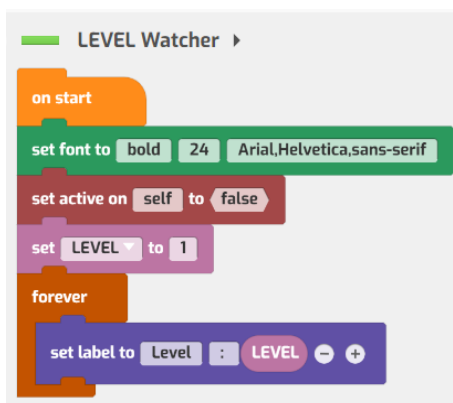 LEVEL Watcher
on start
set font to bold 24 Arial,Helvetica,sans-serif
set active on self to false
set LEVEL to 1
forever
set label to Level : LEVEL - +